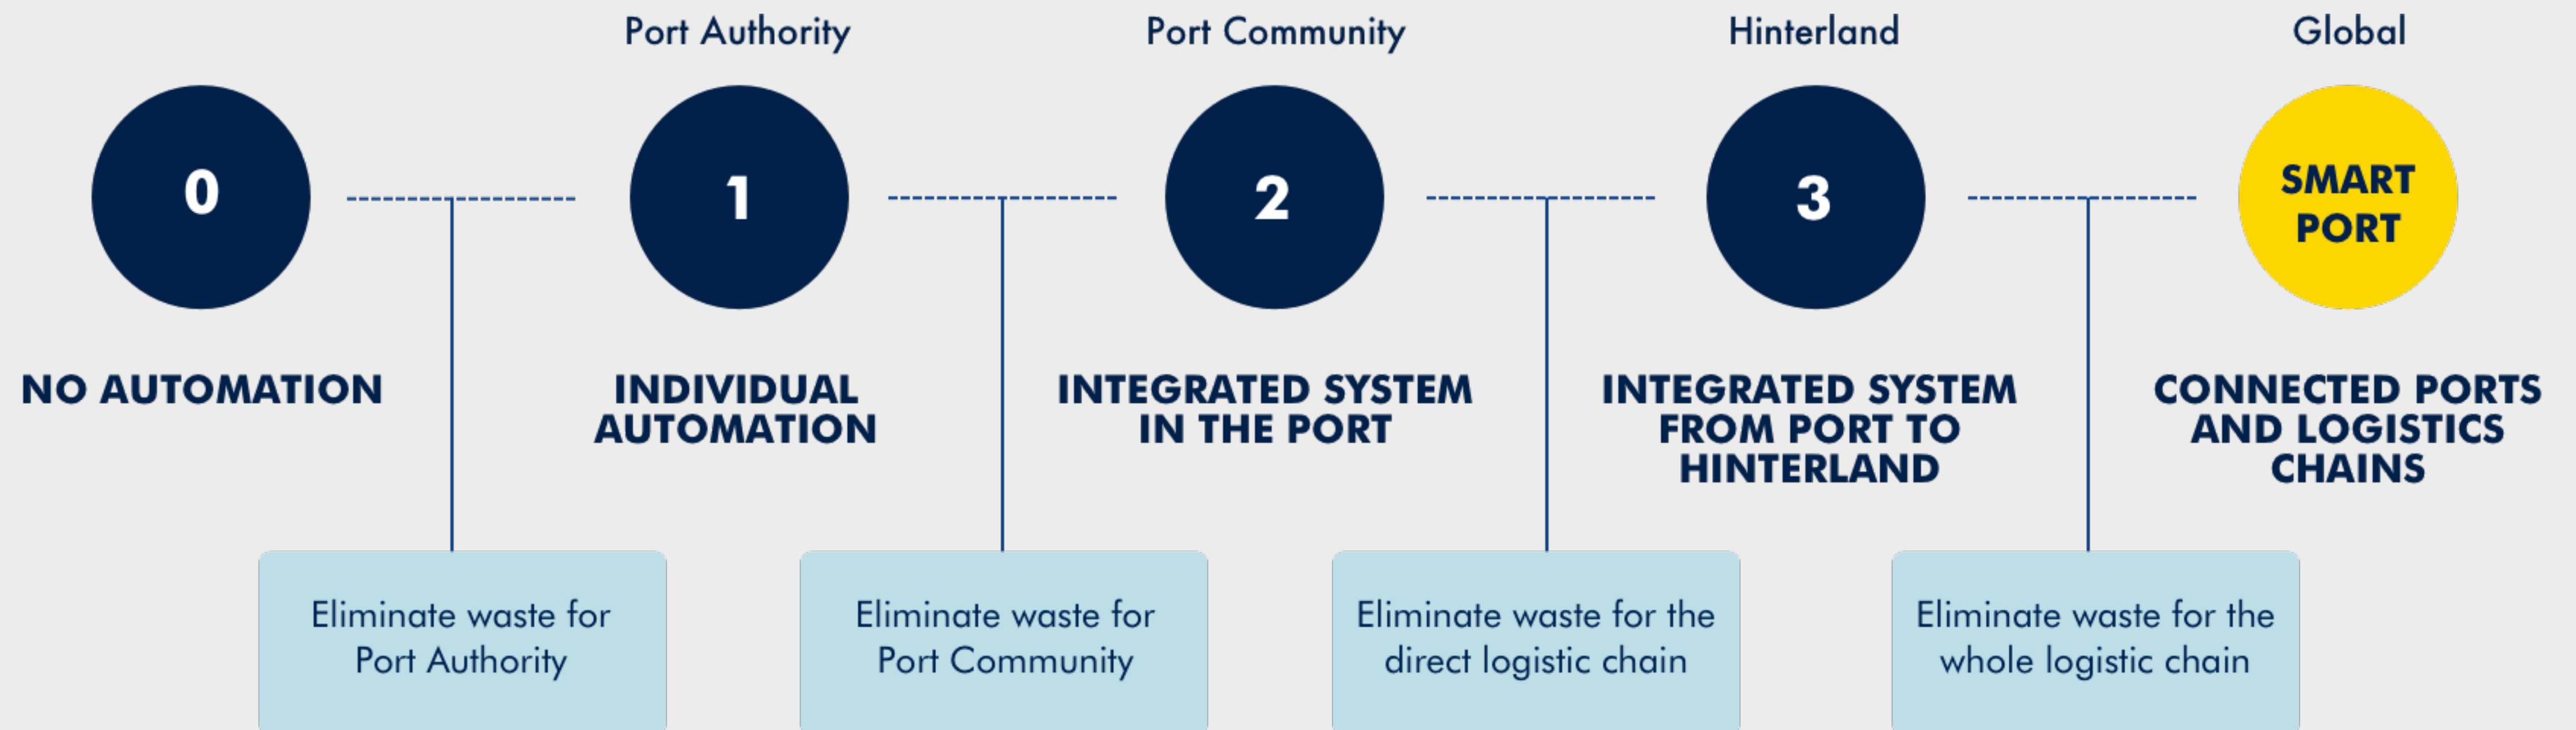 Port Authority
Port Community
Hinterland
Global
0
1
2
3
SMART
PORT
NO AUTOMATION
INDIVIDUAL
AUTOMATION
INTEGRATED SYSTEM
IN THE PORT
INTEGRATED SYSTEM
FROM PORT TO
HINTERLAND
CONNECTED PORTS
AND LOGISTICS
CHAINS
Eliminate waste for
Port Authority
Eliminate waste for
Port Community
Eliminate waste for the
direct logistic chain
Eliminate waste for the
whole logistic chain